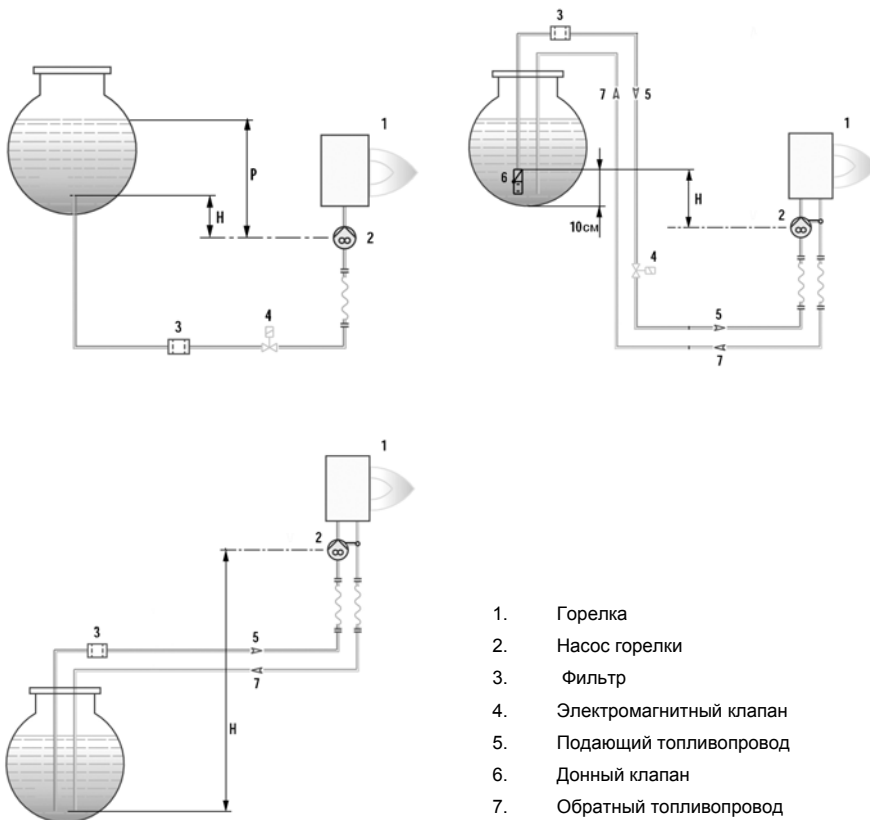 1
P
H
2
4
3
3
1
7
5
6
H
2
10см
4
5
7
1
2
3
5
7
H
1. Горелка
2. Насос горелки
3. Фильтр
4. Электромагнитный клапан
5. Подающий топливопровод
6. Донный клапан
7. Обратный топливопровод